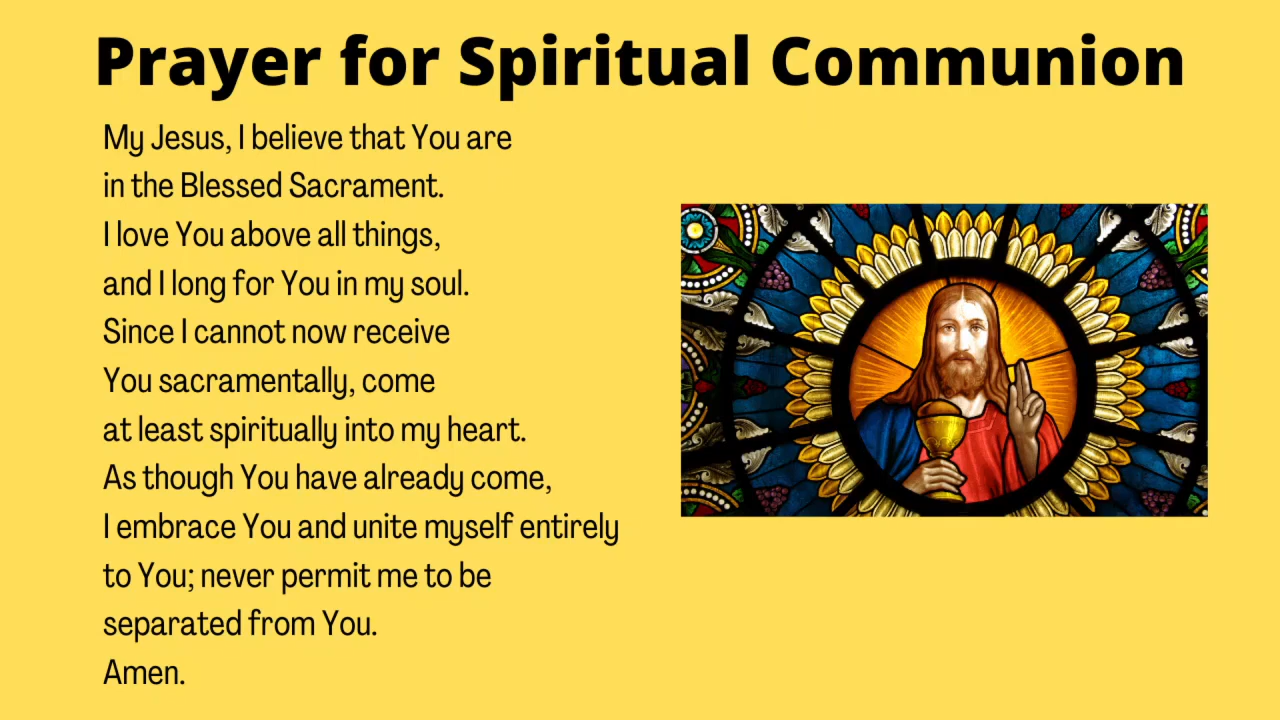 Prayer for Spiritual Communion
My Jesus, I believe that You are
in the Blessed Sacrament.
I love You above all things,
and I long for You in my soul.
Since I cannot now receive
You sacramentally, come
at least spiritually into my heart.
As though You have already come,
I embrace You and unite myself entirely
to You; never permit me to be
separated from You.
Amen.